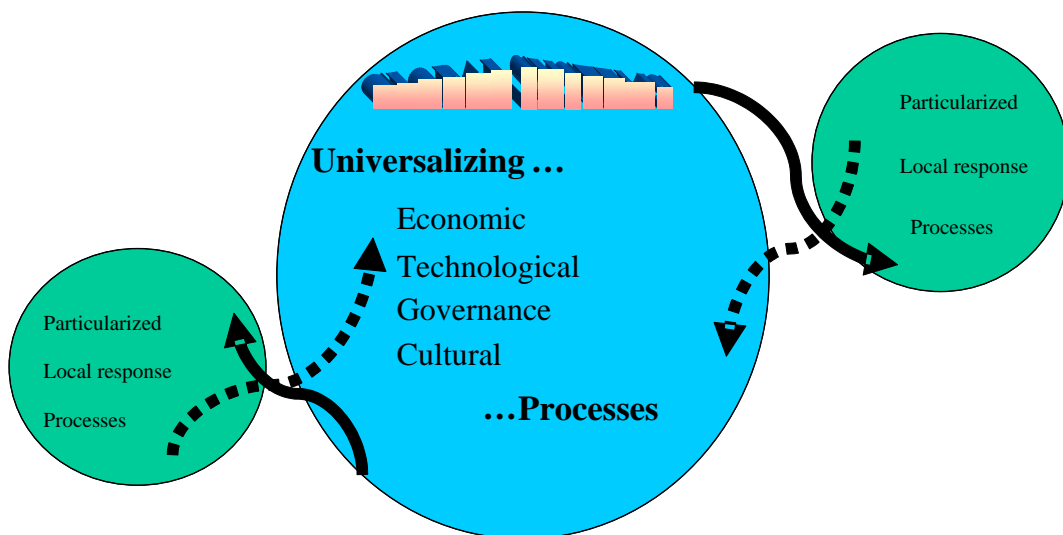 Universalizing …
Economic
Technological
Governance
Cultural
…Processes
Particularized
Local response
Processes
Particularized
Local response
Processes